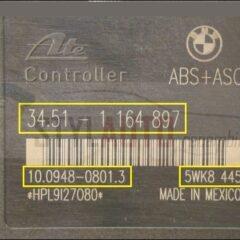 Ate
BMW
Controller
ABS+ASC
34.51 - 1 164 897
10.0948-0801.3
5WK8 445
*HPL9127080*
MADE IN MEXICO